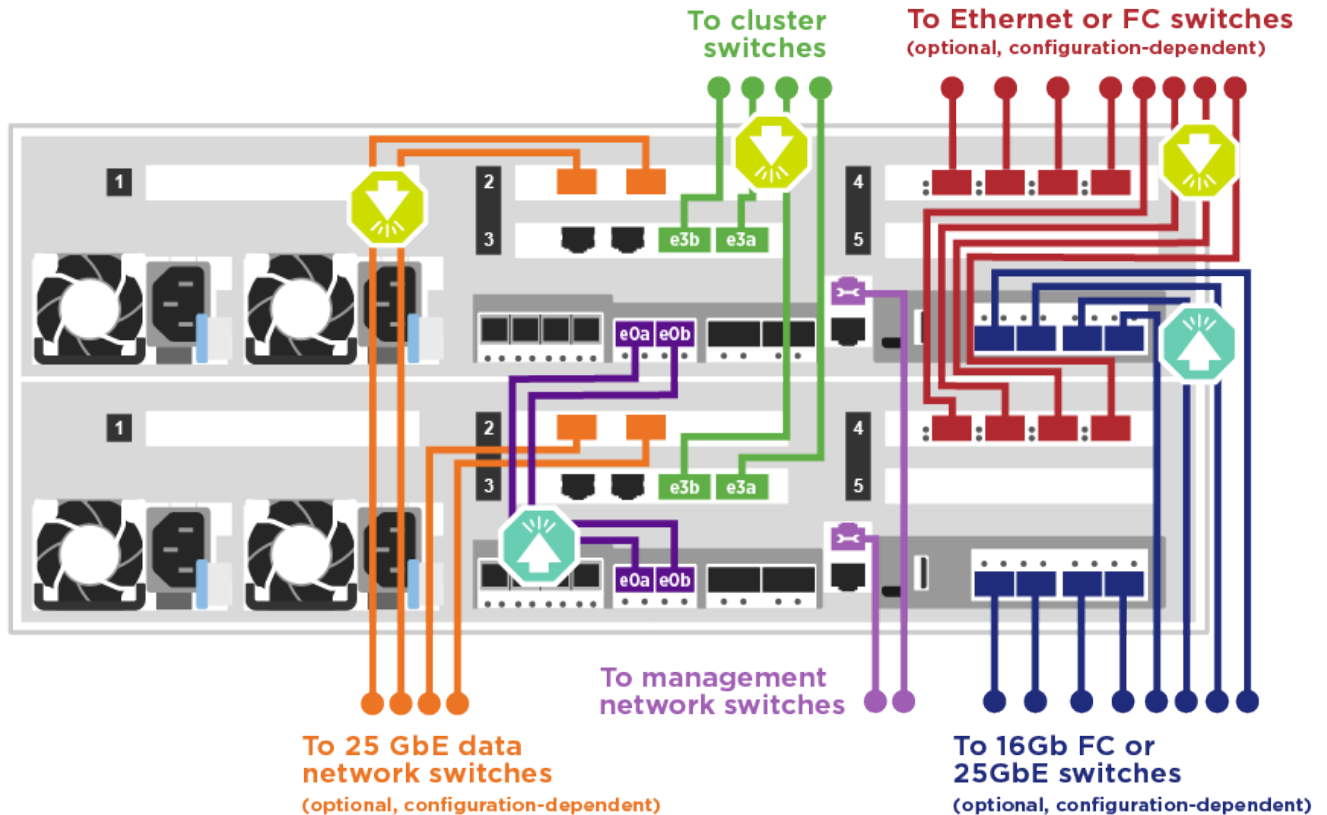 To cluster
switches
To Ethernet or FC switches
(optional, configuration-dependent)
1
2
4
3
e3b
e3a
5
e0a
e0b
1
2
4
3
e3b
e3a
5
e0a
e0b
To management
network switches
To 25 GbE data
network switches
(optional, configuration-dependent)
To 16Gb FC or
25GbE switches
(optional, configuration-dependent)